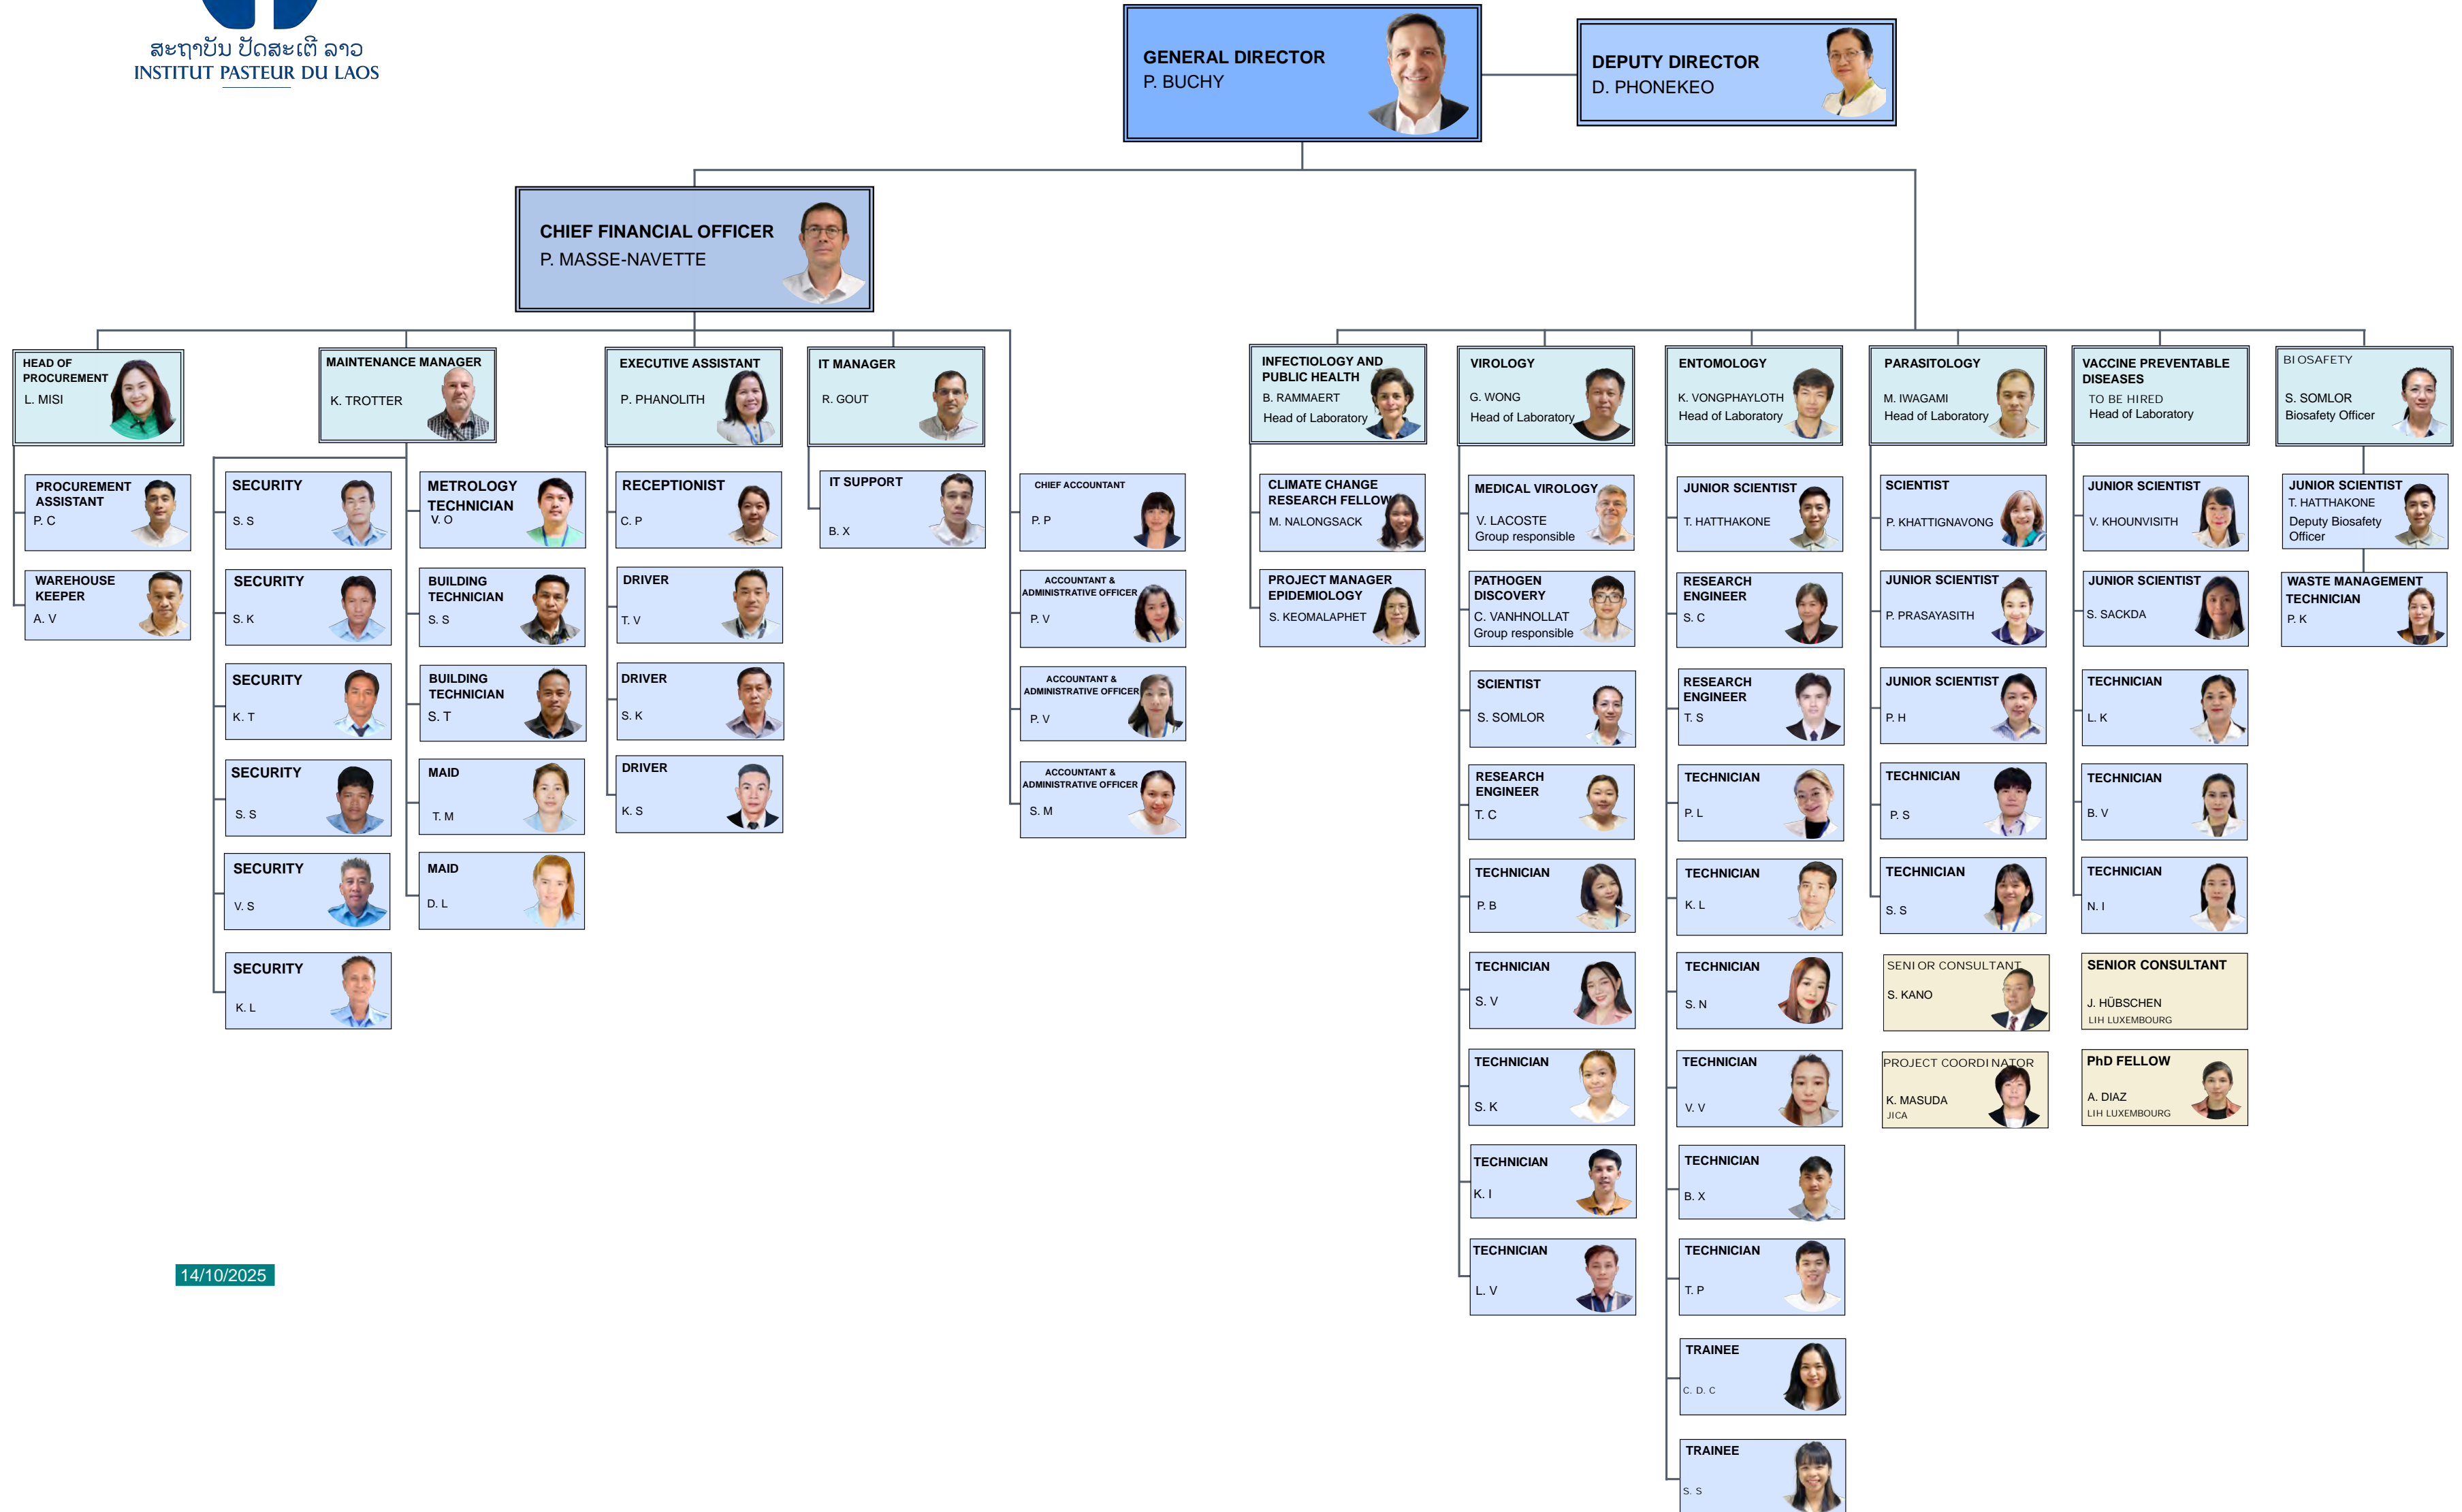 ສະຖາບັນ ປັດສະເຕີ ລາວ
INSTITUT PASTEUR DU LAOS
GENERAL DIRECTOR
P. BUCHY
DEPUTY DIRECTOR
D. PHONEKEO
CHIEF FINANCIAL OFFICER
P. MASSE-NAVETTE
HEAD OF
PROCUREMENT
L. MISI
PROCUREMENT
ASSISTANT
P. C
WAREHOUSE
KEEPER
A. V
MAINTENANCE MANAGER
K. TROTTER
SECURITY
S. S
SECURITY
S. K
SECURITY
K. T
SECURITY
S. S
SECURITY
V. S
SECURITY
K. L
METROLOGY
TECHNICIAN
V. O
BUILDING
TECHNICIAN
S. S
BUILDING
TECHNICIAN
S. T
MAID
T. M
MAID
D. L
EXECUTIVE ASSISTANT
P. PHANOLITH
RECEPTIONIST
C. P
DRIVER
T. V
DRIVER
S. K
DRIVER
K. S
IT MANAGER
R. GOUT
IT SUPPORT
B. X
CHIEF ACCOUNTANT
P. P
ACCOUNTANT &
ADMINISTRATIVE OFFICER
P. V
ACCOUNTANT &
ADMINISTRATIVE OFFICER
P. V
ACCOUNTANT &
ADMINISTRATIVE OFFICER
S. M
INFECTIOLOGY AND
PUBLIC HEALTH
B. RAMMAERT
Head of Laboratory
CLIMATE CHANGE
RESEARCH FELLOW
M. NALONGSACK
PROJECT MANAGER
EPIDEMIOLOGY
S. KEOMALAPHET
VIROLOGY
G. WONG
Head of Laboratory
MEDICAL VIROLOGY
V. LACOSTE
Group responsible
PATHOGEN
DISCOVERY
C. VANHNOLLAT
Group responsible
SCIENTIST
S. SOMLOR
RESEARCH
ENGINEER
T. C
TECHNICIAN
P. B
TECHNICIAN
S. V
TECHNICIAN
S. K
TECHNICIAN
K. I
TECHNICIAN
L. V
ENTOMOLOGY
K. VONGPHAYLOTH
Head of Laboratory
JUNIOR SCIENTIST
T. HATTHAKONE
RESEARCH
ENGINEER
S. C
RESEARCH
ENGINEER
T. S
TECHNICIAN
P. L
TECHNICIAN
K. L
TECHNICIAN
S. N
TECHNICIAN
V. V
TECHNICIAN
B. X
TECHNICIAN
T. P
TRAINEE
C. D. C
TRAINEE
S. S
PARASITOLOGY
M. IWAGAMI
Head of Laboratory
SCIENTIST
P. KHATTIGNAVONG
JUNIOR SCIENTIST
P. PRASAYASITH
JUNIOR SCIENTIST
P. H
TECHNICIAN
P. S
TECHNICIAN
S. S
SENIOR CONSULTANT
S. KANO
PROJECT COORDINATOR
K. MASUDA
JICA
VACCINE PREVENTABLE
DISEASES
TO BE HIRED
Head of Laboratory
JUNIOR SCIENTIST
V. KHOUNVISITH
JUNIOR SCIENTIST
S. SACKDA
TECHNICIAN
L. K
TECHNICIAN
B. V
TECHNICIAN
N. I
SENIOR CONSULTANT
J. HÜBSCHEN
LIH LUXEMBOURG
PhD FELLOW
A. DIAZ
LIH LUXEMBOURG
BIOSAFETY
S. SOMLOR
Biosafety Officer
JUNIOR SCIENTIST
T. HATTHAKONE
Deputy Biosafety
Officer
WASTE MANAGEMENT
TECHNICIAN
P. K
14/10/2025